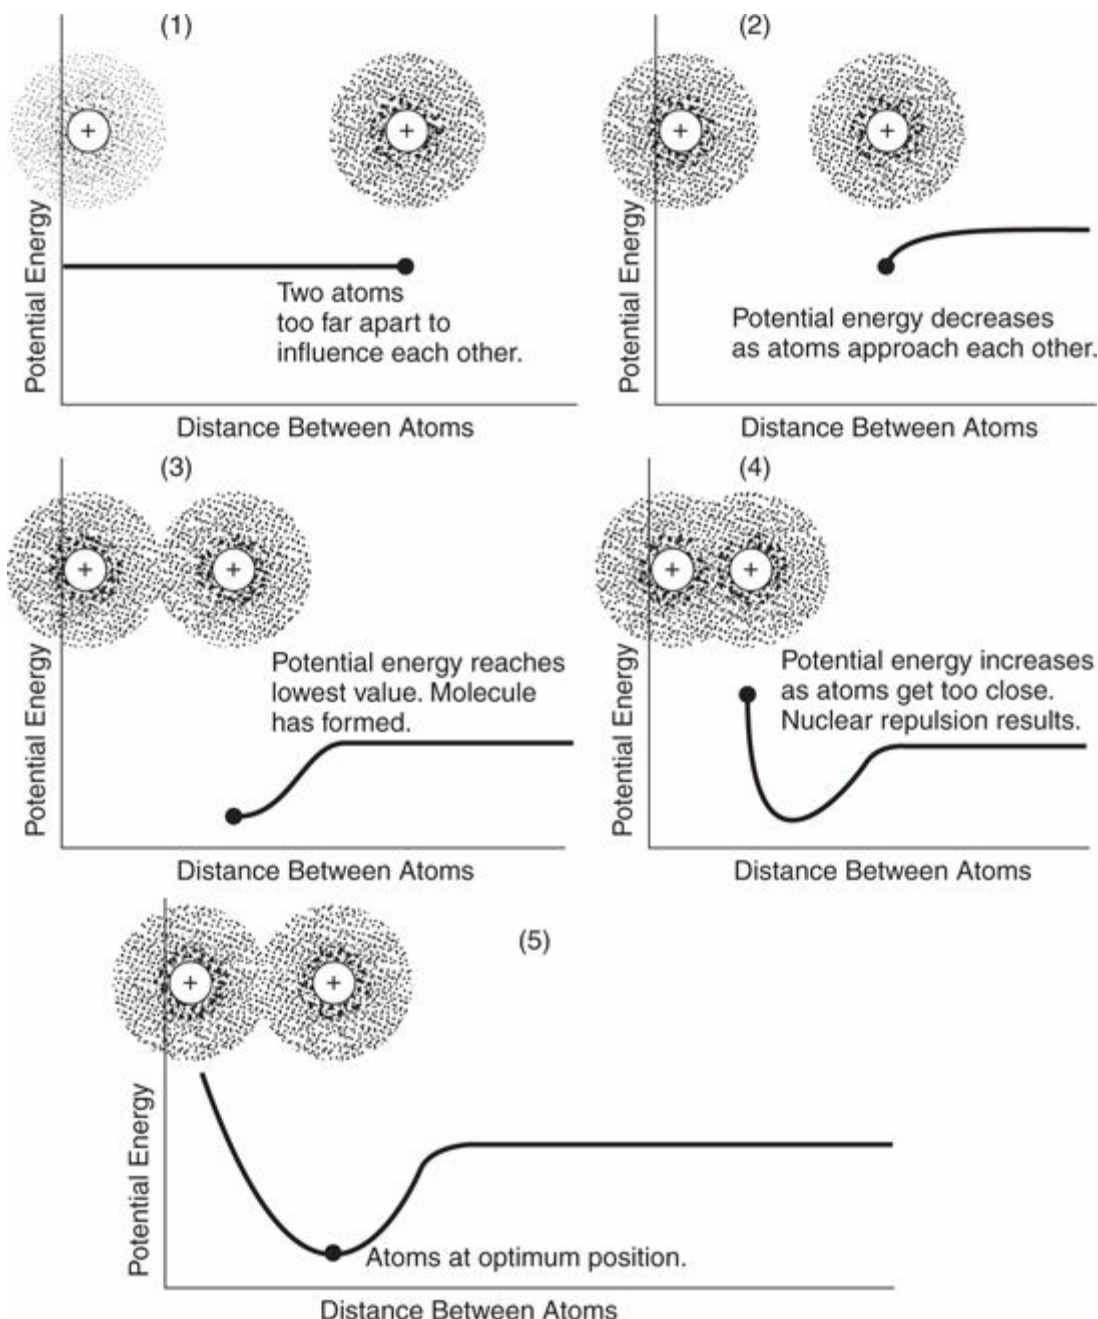 (1)
+
+
Potential Energy
Two atoms
too far apart to
influence each other.
Distance Between Atoms
(2)
+
+
Potential Energy
Potential energy decreases
as atoms approach each other.
Distance Between Atoms
(3)
+
+
Potential Energy
Potential energy reaches
lowest value. Molecule
has formed.
Distance Between Atoms
(4)
+
+
Potential Energy
Potential energy increases
as atoms get too close.
Nuclear repulsion results.
Distance Between Atoms
(5)
+
+
Potential Energy
Atoms at optimum position.
Distance Between Atoms